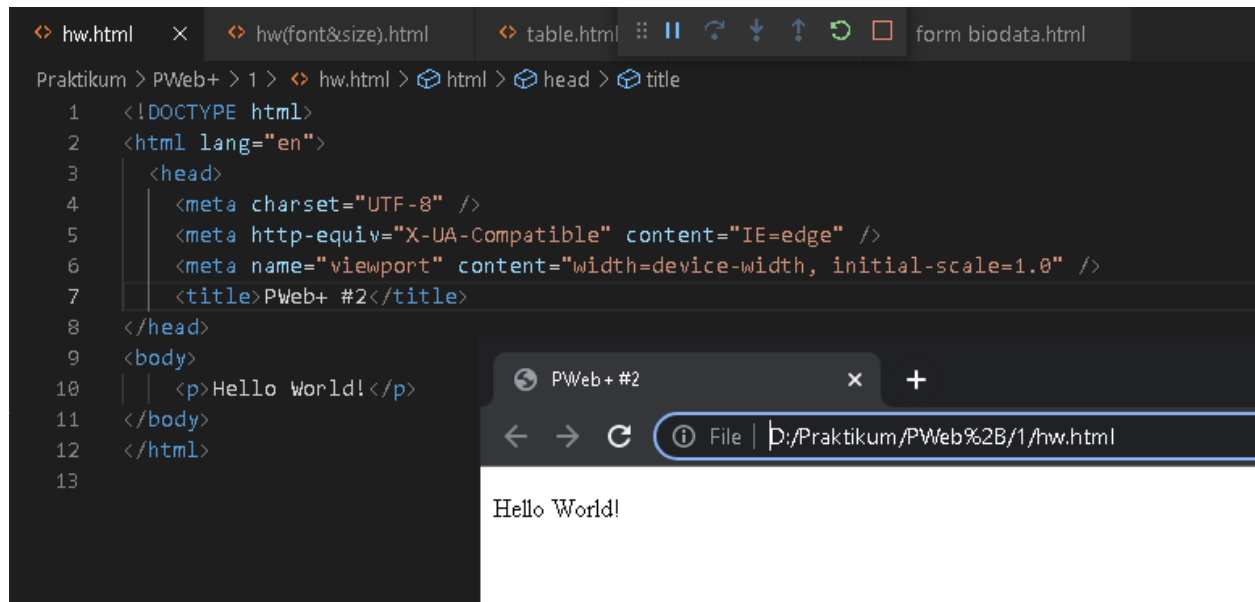 hw.html hw(font&size).html table.html form biodata.html
Praktikum > PWeb+ > 1 > hw.html > html > head > title
1 <!DOCTYPE html>
2 <html lang="en">
3 <head>
4 <meta charset="UTF-8" />
5 <meta http-equiv="X-UA-Compatible" content="IE=edge" />
6 <meta name="viewport" content="width=device-width, initial-scale=1.0" />
7 <title>PWeb+ #2</title>
8 </head>
9 <body>
10 <p>Hello World!</p>
11 </body>
12 </html>
13
PWeb+ #2
File | D:/Praktikum/PWeb%2B/1/hw.html
Hello World!